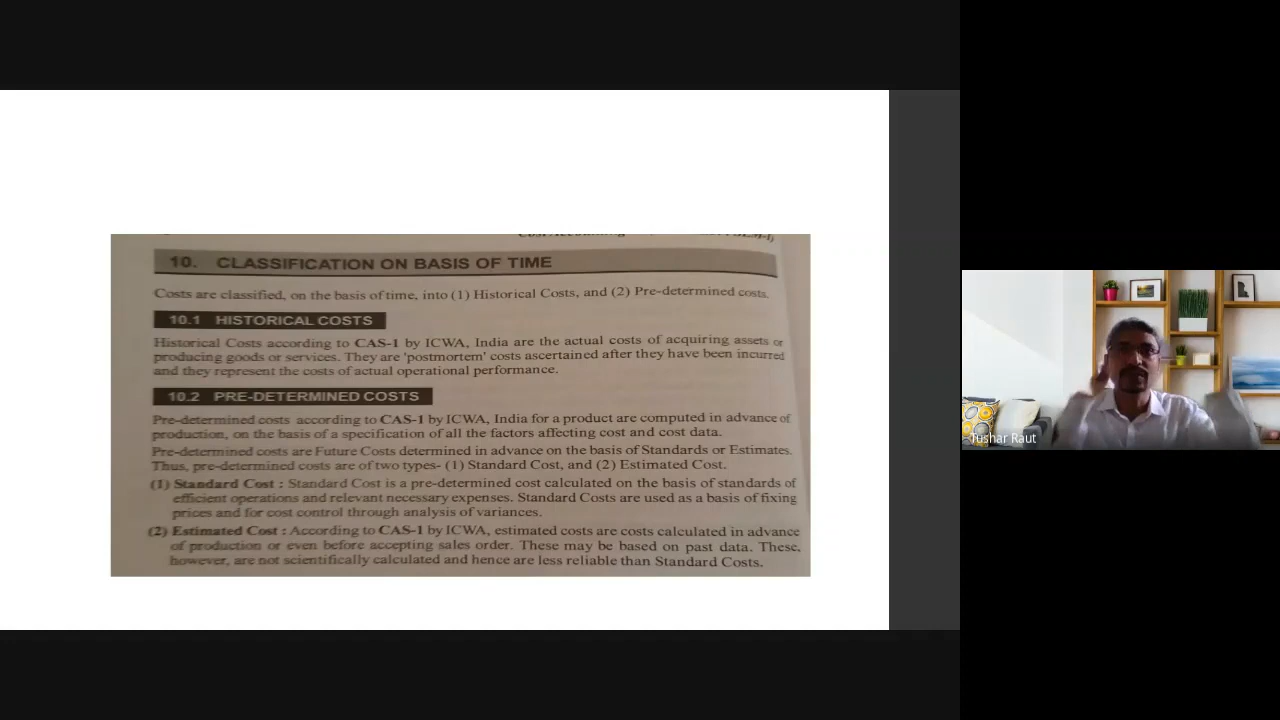 10. CLASSIFICATION ON BASIS OF TIME
Costs are classified, on the basis of time, into (1) Historical Costs, and (2) Pre-determined costs.
10.1 HISTORICAL COSTS
Historical Costs according to CAS-1 by ICWA, India are the actual costs of acquiring assets or
producing goods or services. They are 'postmortem' costs ascertained after they have been incurred
and they represent the costs of actual operational performance.
10.2 PRE-DETERMINED COSTS
Pre-determined costs according to CAS-1 by ICWA, India for a product are computed in advance of
production, on the basis of a specification of all the factors affecting cost and cost data.
Pre-determined costs are Future Costs determined in advance on the basis of Standards or Estimates.
Thus, pre-determined costs are of two types- (1) Standard Cost, and (2) Estimated Cost.
(1) Standard Cost : Standard Cost is a pre-determined cost calculated on the basis of standards of
efficient operations and relevant necessary expenses. Standard Costs are used as a basis of fixing
prices and for cost control through analysis of variances.
(2) Estimated Cost : According to CAS-1 by ICWA, estimated costs are costs calculated in advance
of production or even before accepting sales order. These may be based on past data. These,
however, are not scientifically calculated and hence are less reliable than Standard Costs.
Tushar Raut